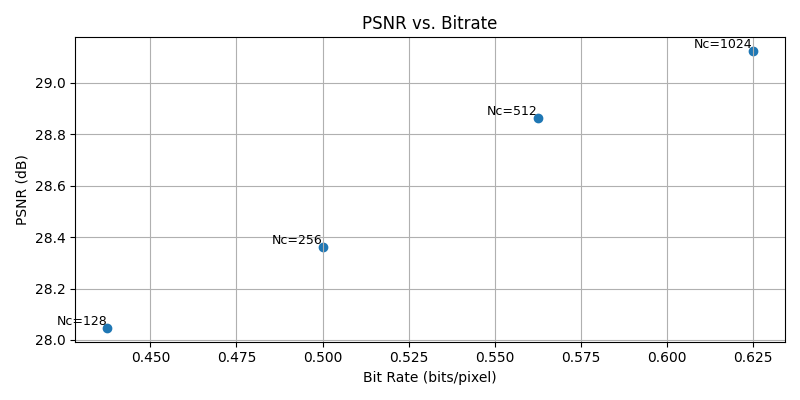 PSNR vs. Bitrate
Nc=1024
29.0
Nc=512
28.8
28.6
PSNR (dB)
28.4
Nc=256
28.2
Nc=128
28.0
0.450 0.475 0.500 0.525 0.550 0.575 0.600 0.625
Bit Rate (bits/pixel)